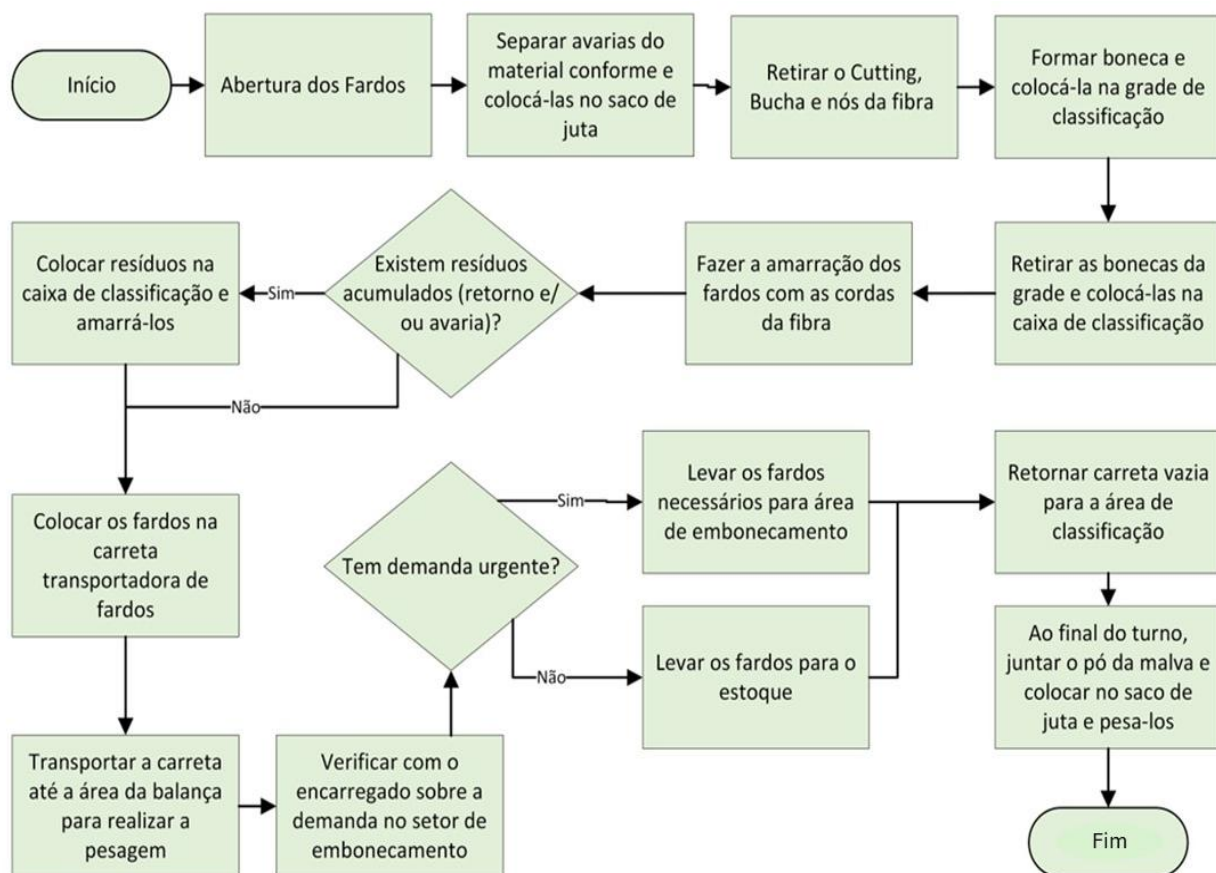 Início
Abertura dos Fardos
Separar avarias do
material conforme e
colocá-las no saco de
juta
Retirar o Cutting,
Bucha e nós da fibra
Formar boneca e
colocá-la na grade de
classificação
Retirar as bonecas da
grade e colocá-las na
caixa de classificação
Fazer a amarração dos
fardos com as cordas
da fibra
Existem resíduos
acumulados (retorno e/
ou avaria)?
Sim
Colocar resíduos na
caixa de classificação e
amarrá-los
Não
Colocar os fardos na
carreta
transportadora de
fardos
Transportar a carreta
até a área da balança
para realizar a
pesagem
Verificar com o
encarregado sobre a
demanda no setor de
embonecamento
Tem demanda urgente?
Sim
Levar os fardos
necessários para área
de embonecamento
Não
Levar os fardos para o
estoque
Retornar carreta vazia
para a área de
classificação
Ao final do turno,
juntar o pó da malva e
colocar no saco de
juta e pesa-los
Fim